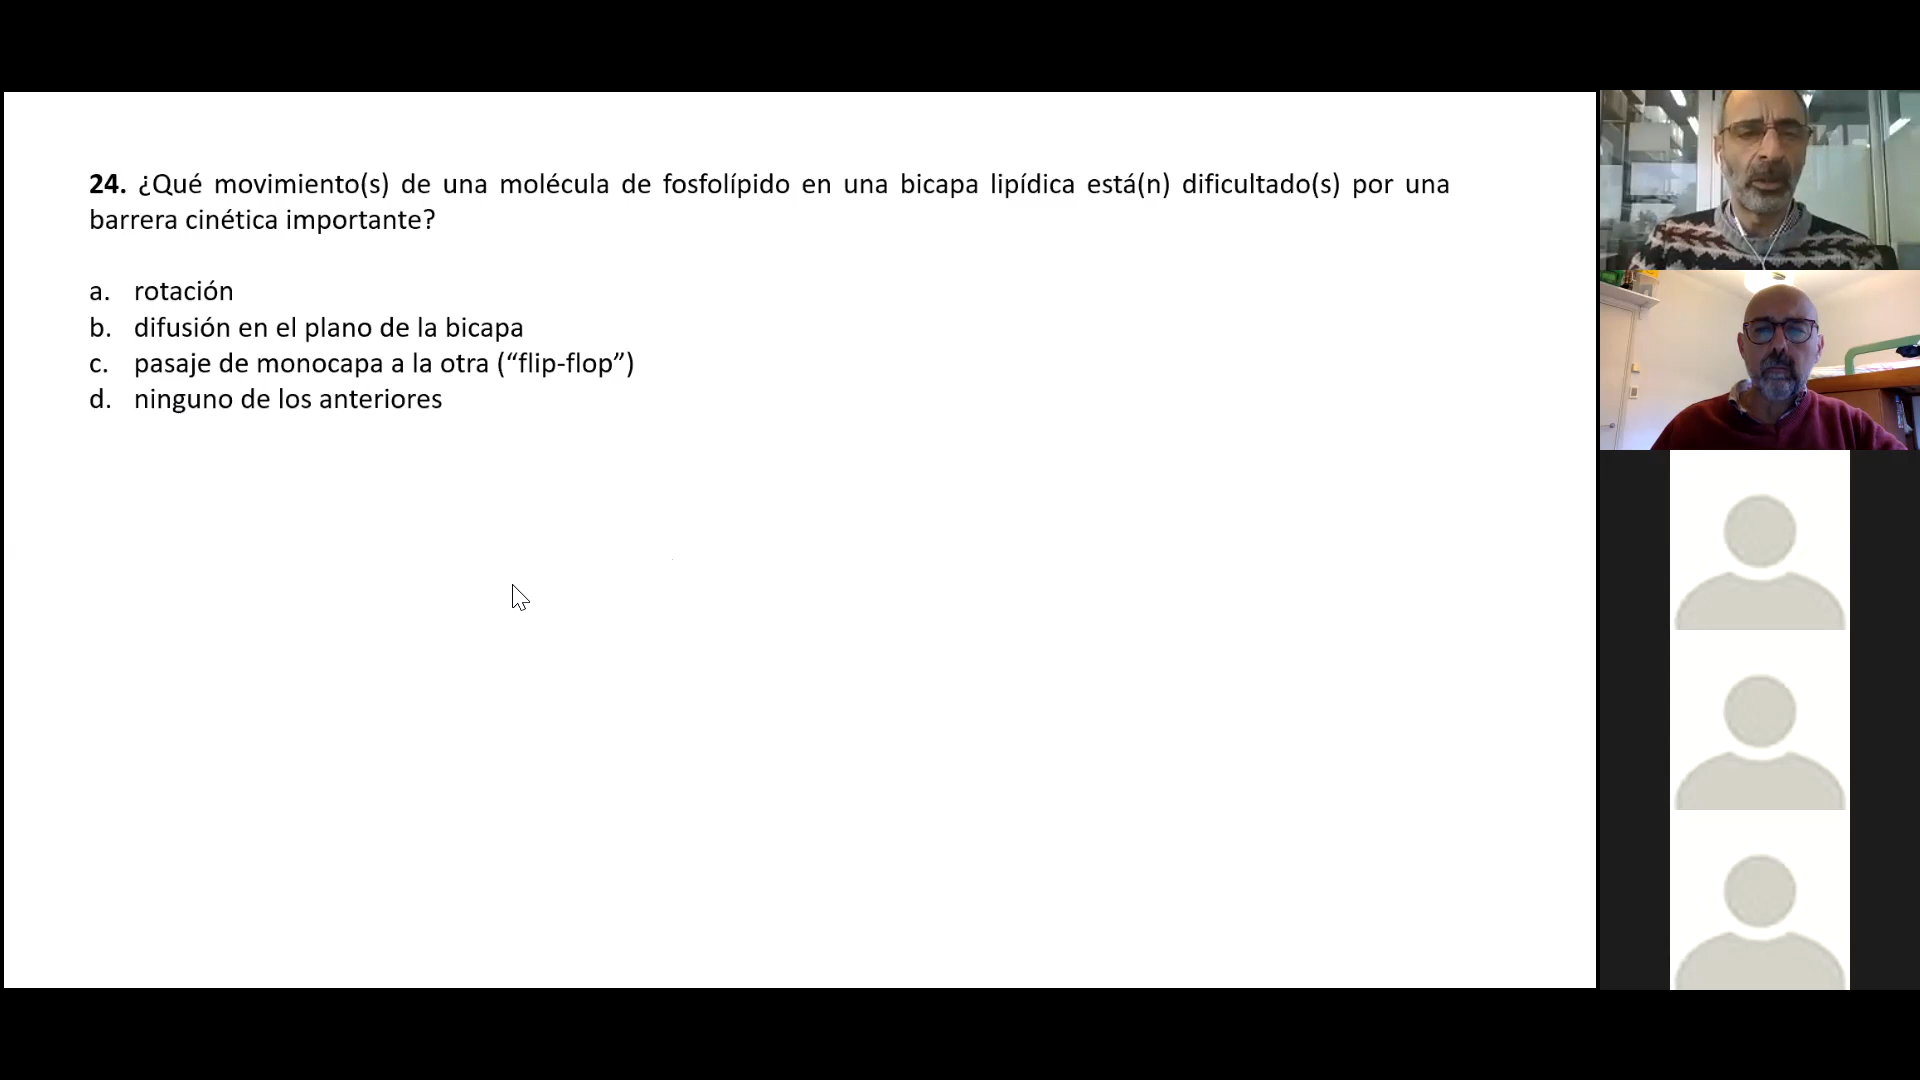 24. ¿Qué movimiento(s) de una molécula de fosfolípido en una bicapa lipídica está(n) dificultado(s) por una
barrera cinética importante?
a. rotación
b. difusión en el plano de la bicapa
c. pasaje de monocapa a la otra (“flip-flop”)
d. ninguno de los anteriores